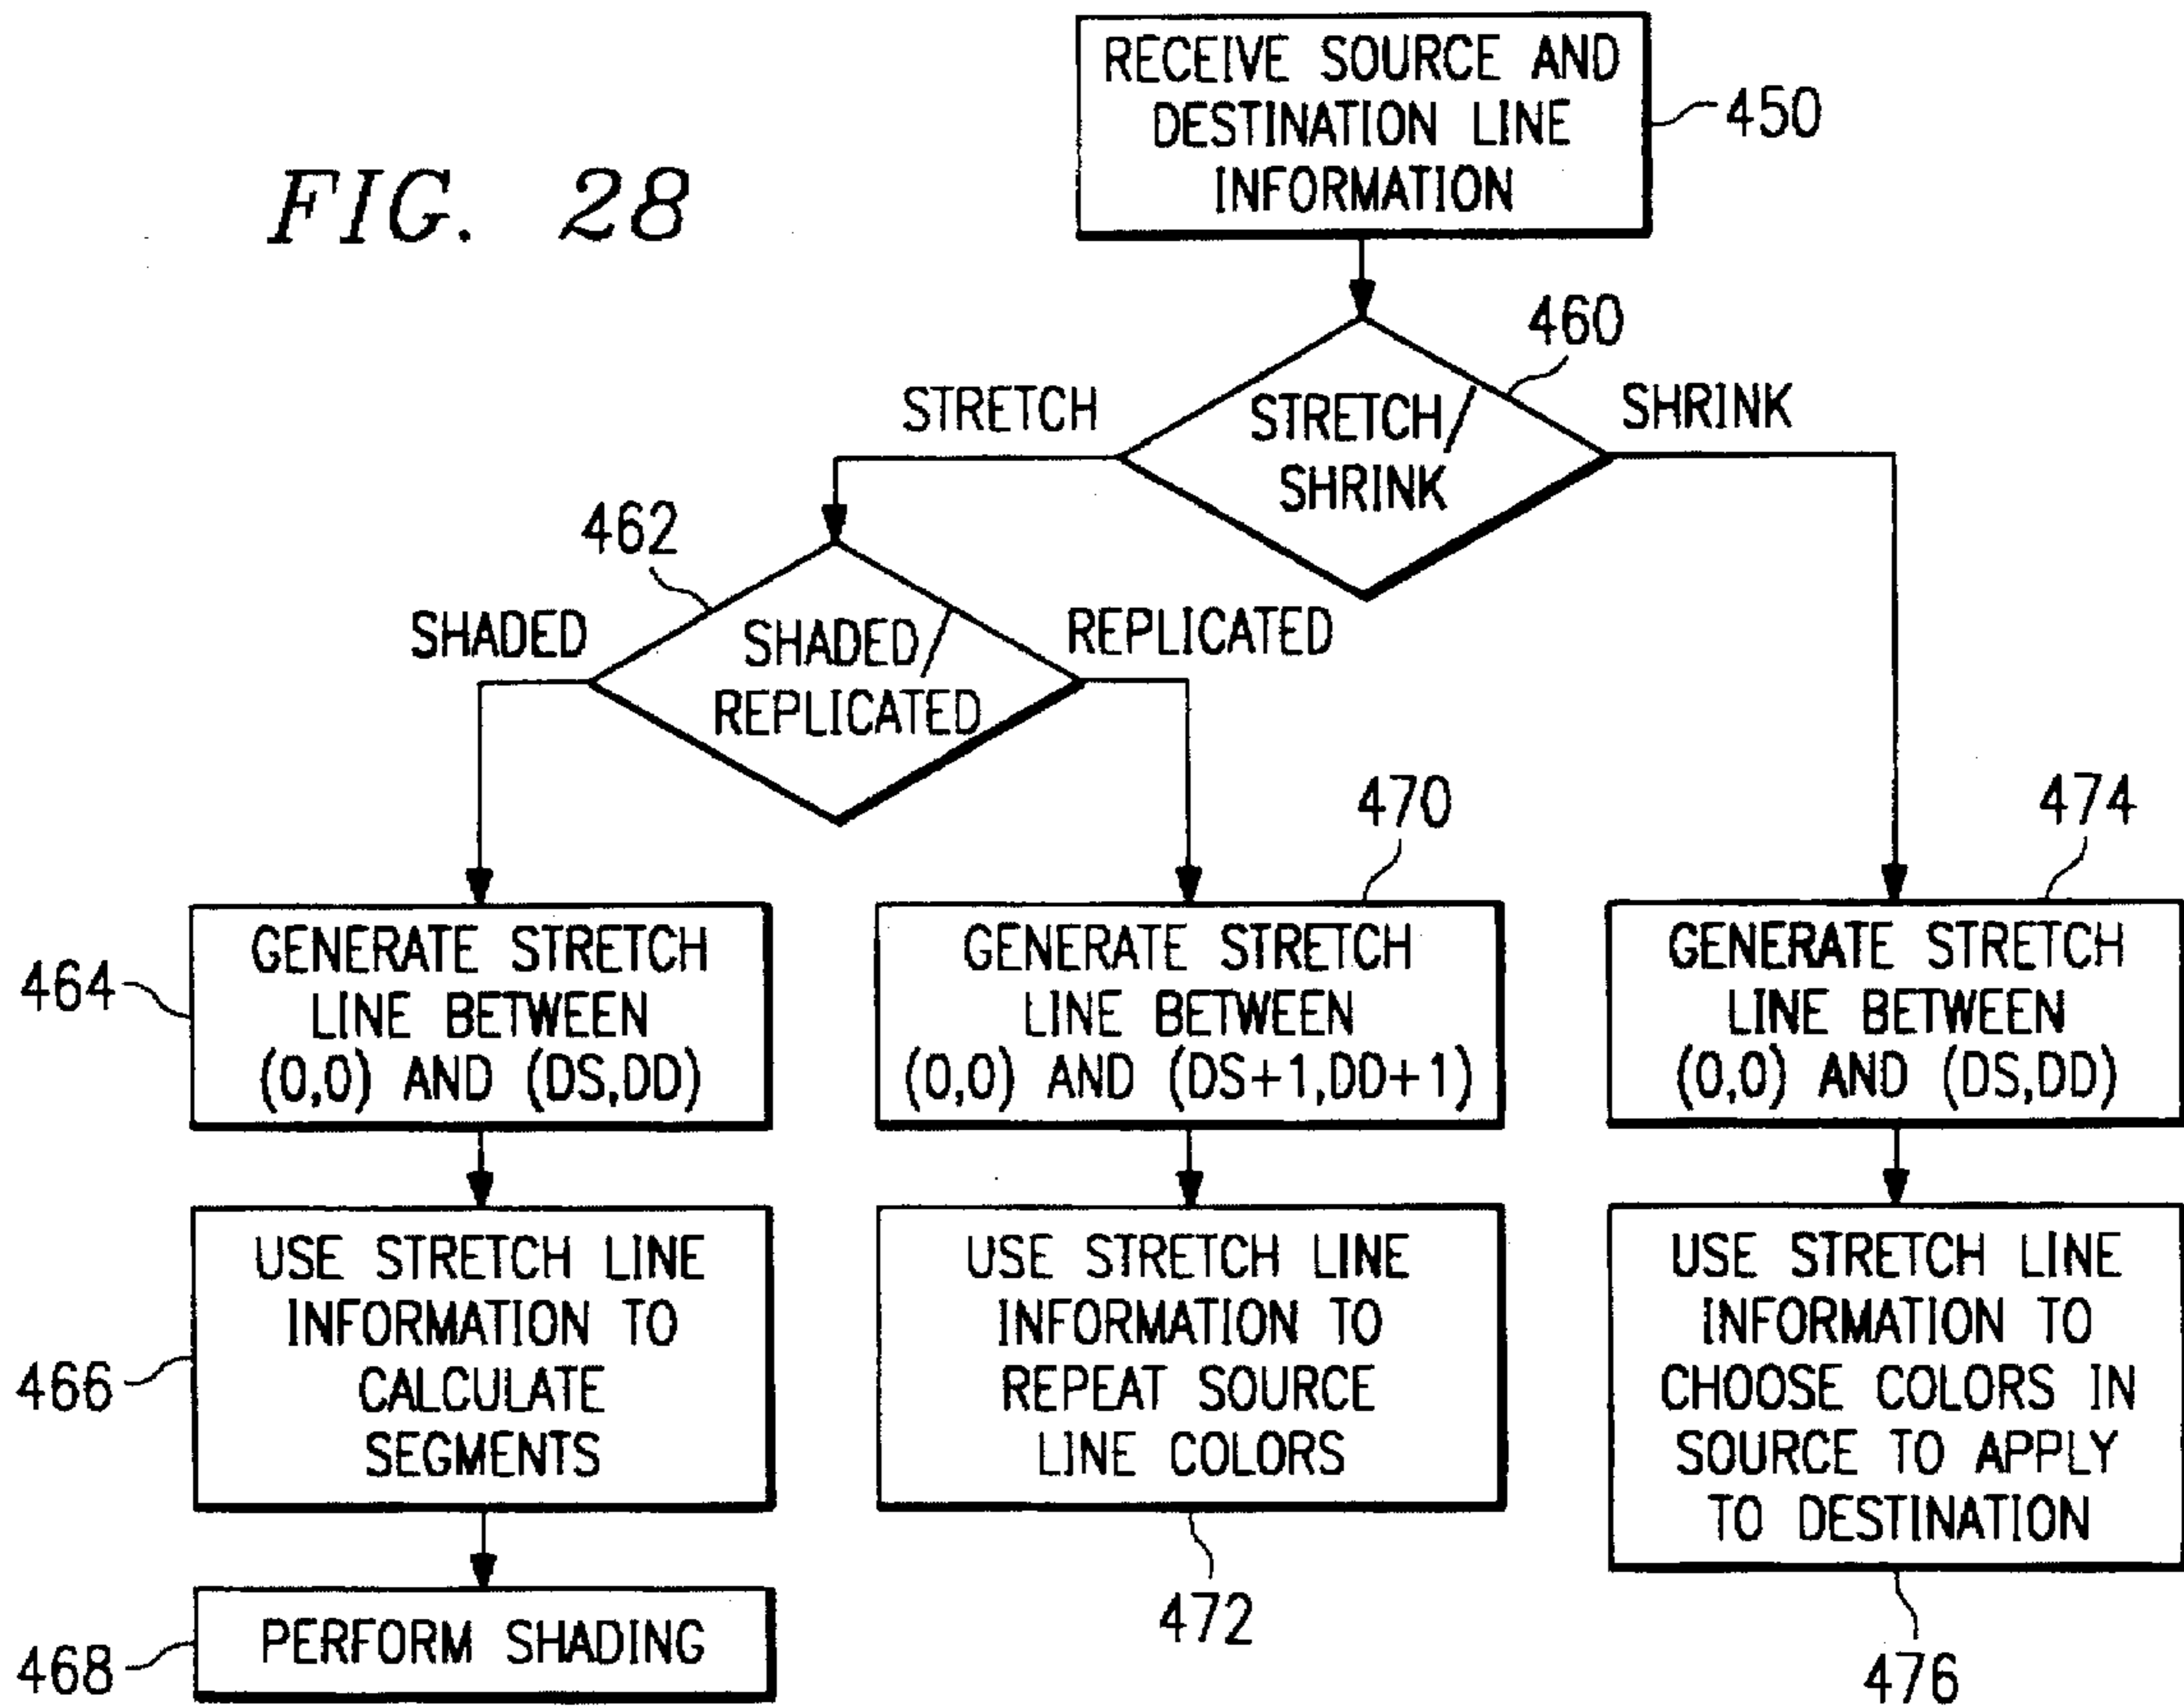 FIG. 28
RECEIVE SOURCE AND
DESTINATION LINE
INFORMATION
450
460
STRETCH
STRETCH/
SHRINK
SHRINK
462
SHADED
SHADED/
REPLICATED
REPLICATED
464
GENERATE STRETCH
LINE BETWEEN
(0,0) AND (DS,DD)
470
GENERATE STRETCH
LINE BETWEEN
(0,0) AND (DS+1,DD+1)
474
GENERATE STRETCH
LINE BETWEEN
(0,0) AND (DS,DD)
466
USE STRETCH LINE
INFORMATION TO
CALCULATE
SEGMENTS
USE STRETCH LINE
INFORMATION TO
REPEAT SOURCE
LINE COLORS
472
USE STRETCH LINE
INFORMATION TO
CHOOSE COLORS IN
SOURCE TO APPLY
TO DESTINATION
476
468
PERFORM SHADING